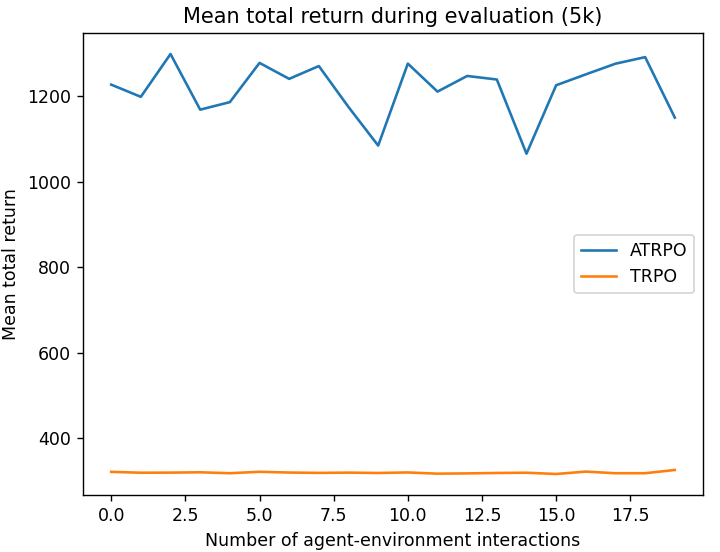 Mean total return during evaluation (5k)
Mean total return
1200
1000
800
600
400
ATRPO
TRPO
0.0 2.5 5.0 7.5 10.0 12.5 15.0 17.5
Number of agent-environment interactions